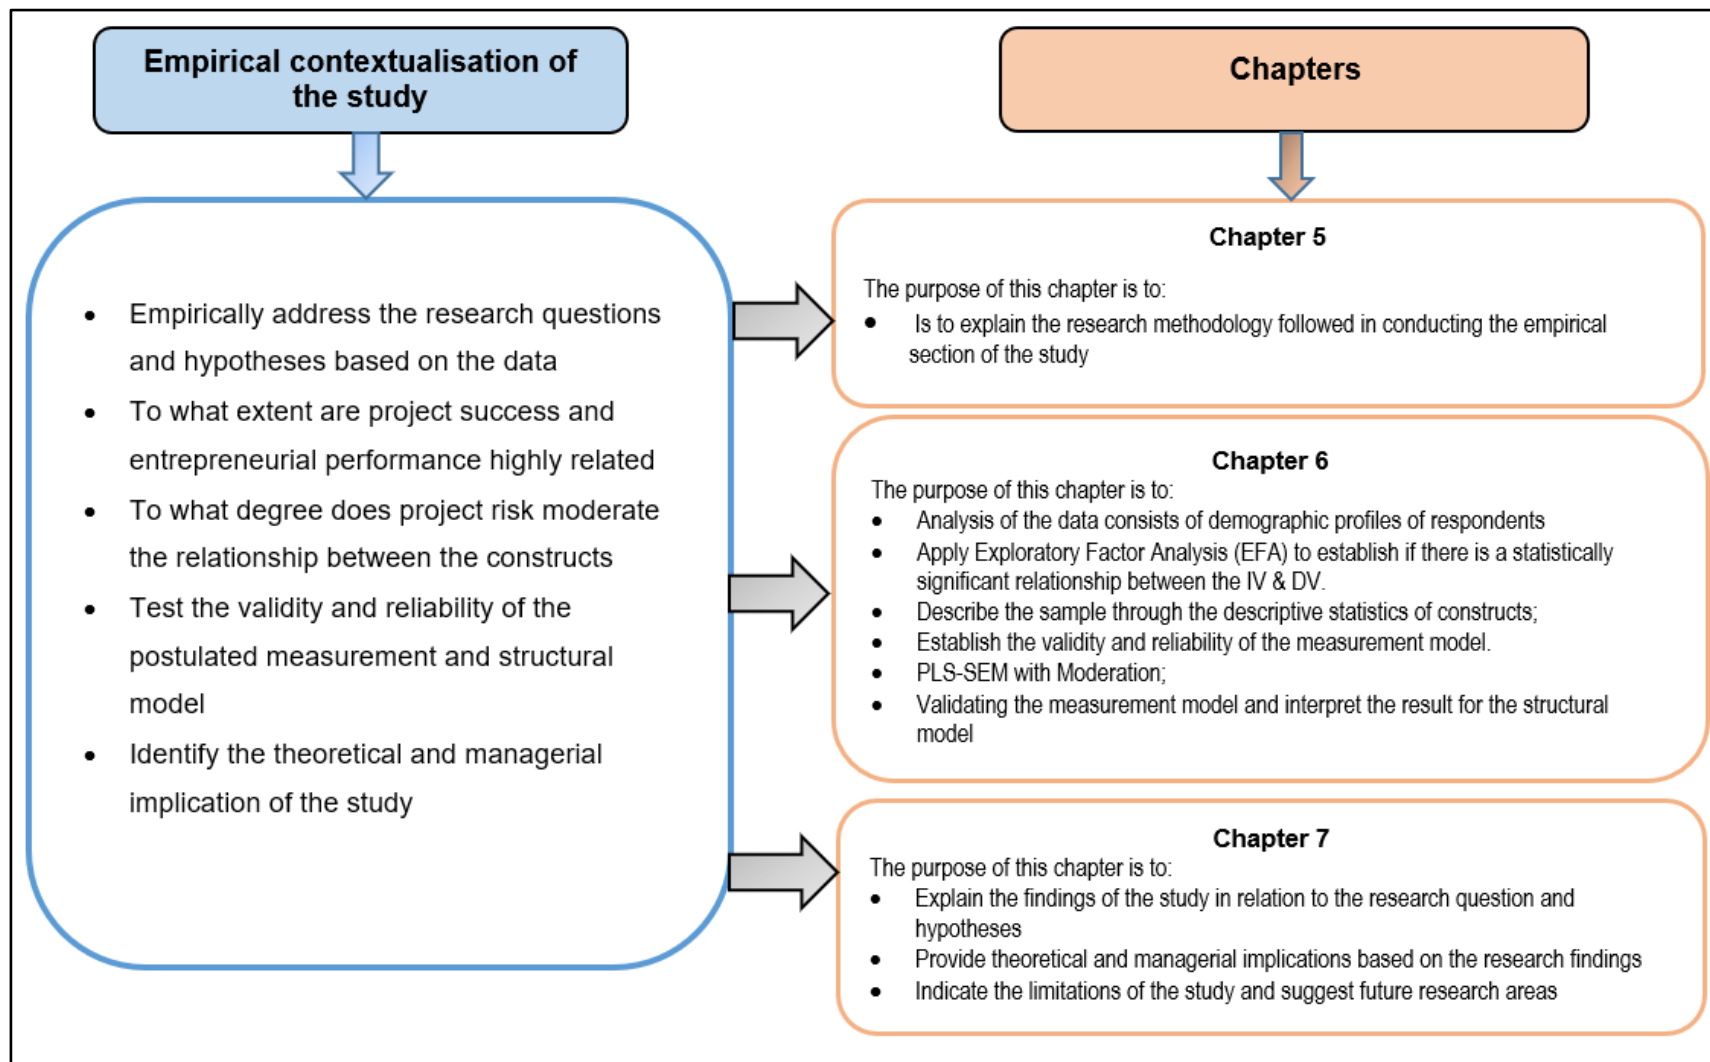 Empirical contextualisation of
the study
• Empirically address the research questions
and hypotheses based on the data
• To what extent are project success and
entrepreneurial performance highly related
• To what degree does project risk moderate
the relationship between the constructs
• Test the validity and reliability of the
postulated measurement and structural
model
• Identify the theoretical and managerial
implication of the study
Chapters
Chapter 5
The purpose of this chapter is to:
• Is to explain the research methodology followed in conducting the empirical
section of the study
Chapter 6
The purpose of this chapter is to:
• Analysis of the data consists of demographic profiles of respondents
• Apply Exploratory Factor Analysis (EFA) to establish if there is a statistically
significant relationship between the IV & DV.
• Describe the sample through the descriptive statistics of constructs;
• Establish the validity and reliability of the measurement model.
• PLS-SEM with Moderation;
• Validating the measurement model and interpret the result for the structural
model
Chapter 7
The purpose of this chapter is to:
• Explain the findings of the study in relation to the research question and
hypotheses
• Provide theoretical and managerial implications based on the research findings
• Indicate the limitations of the study and suggest future research areas